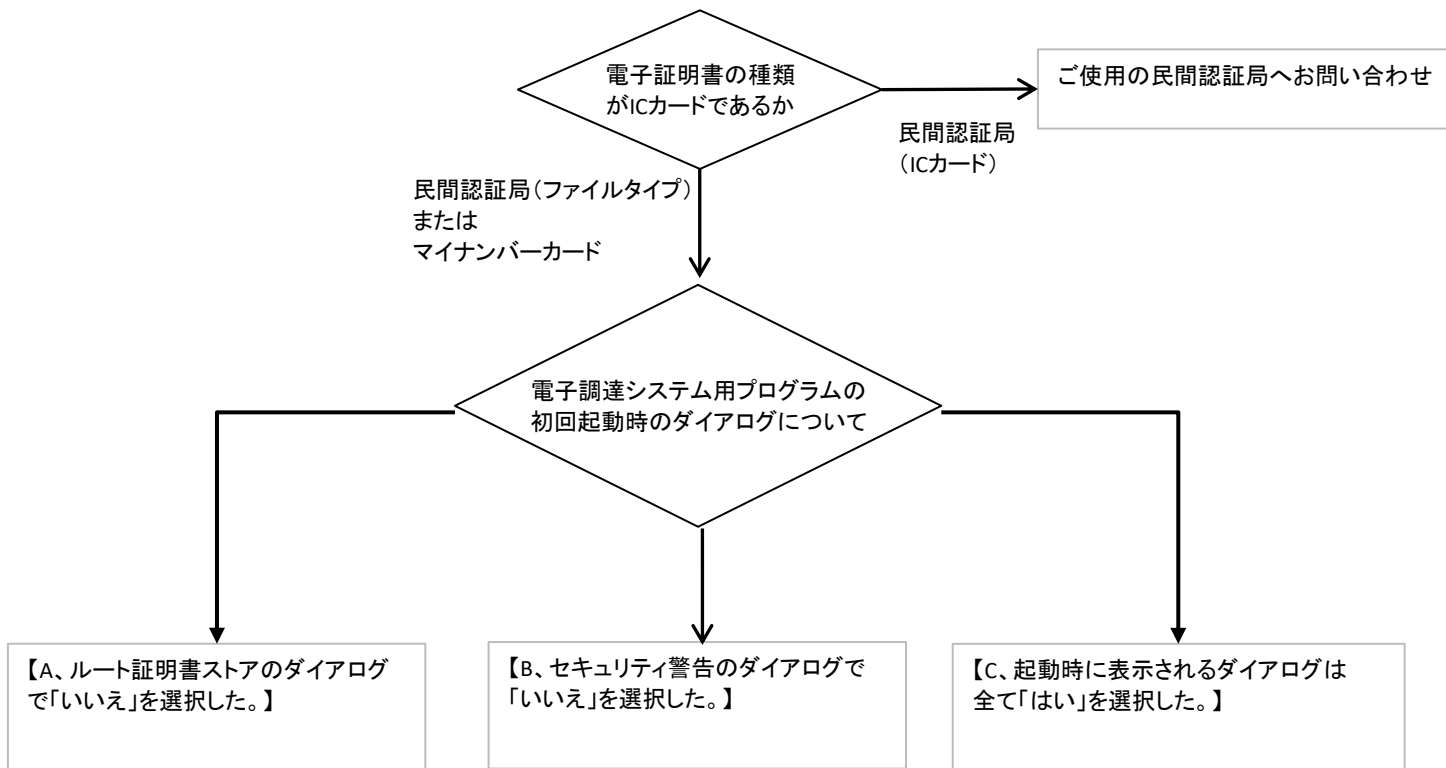 電子証明書の種類
がICカードであるか
ご使用の民間認証局へお問い合わせ
民間認証局
（ICカード）
民間認証局（ファイルタイプ）
または
マイナンバーカード
電子調達システム用プログラムの
初回起動時のダイアログについて
【A、ルート証明書ストアのダイアログ
で「いいえ」を選択した。】
【B、セキュリティ警告のダイアログで
「いいえ」を選択した。】
【C、起動時に表示されるダイアログは
全て「はい」を選択した。】